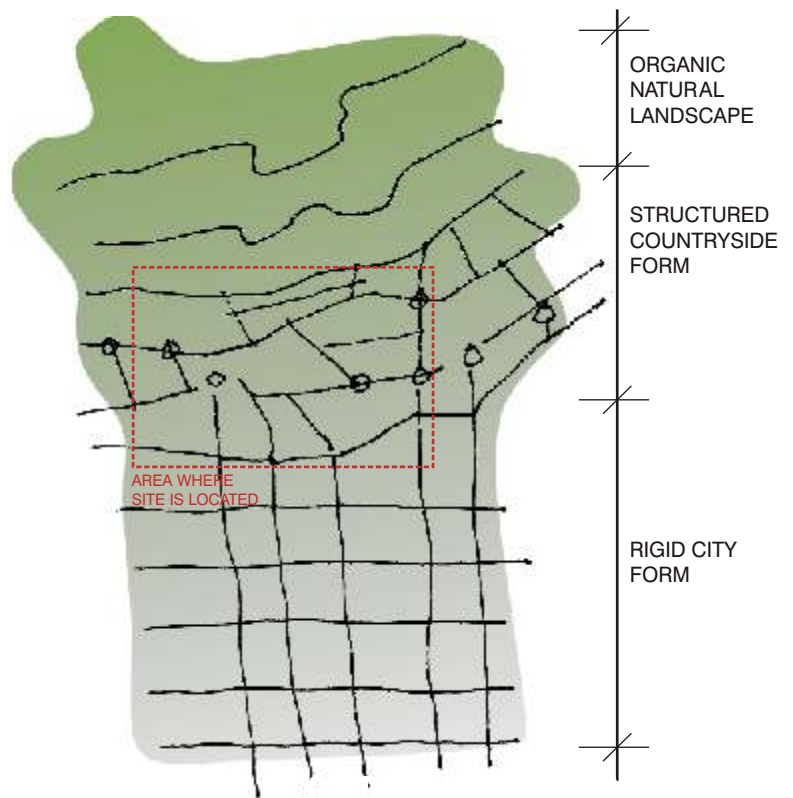 ORGANIC
NATURAL
LANDSCAPE
STRUCTURED
COUNTRYSIDE
FORM
AREA WHERE
SITE IS LOCATED
RIGID CITY
FORM